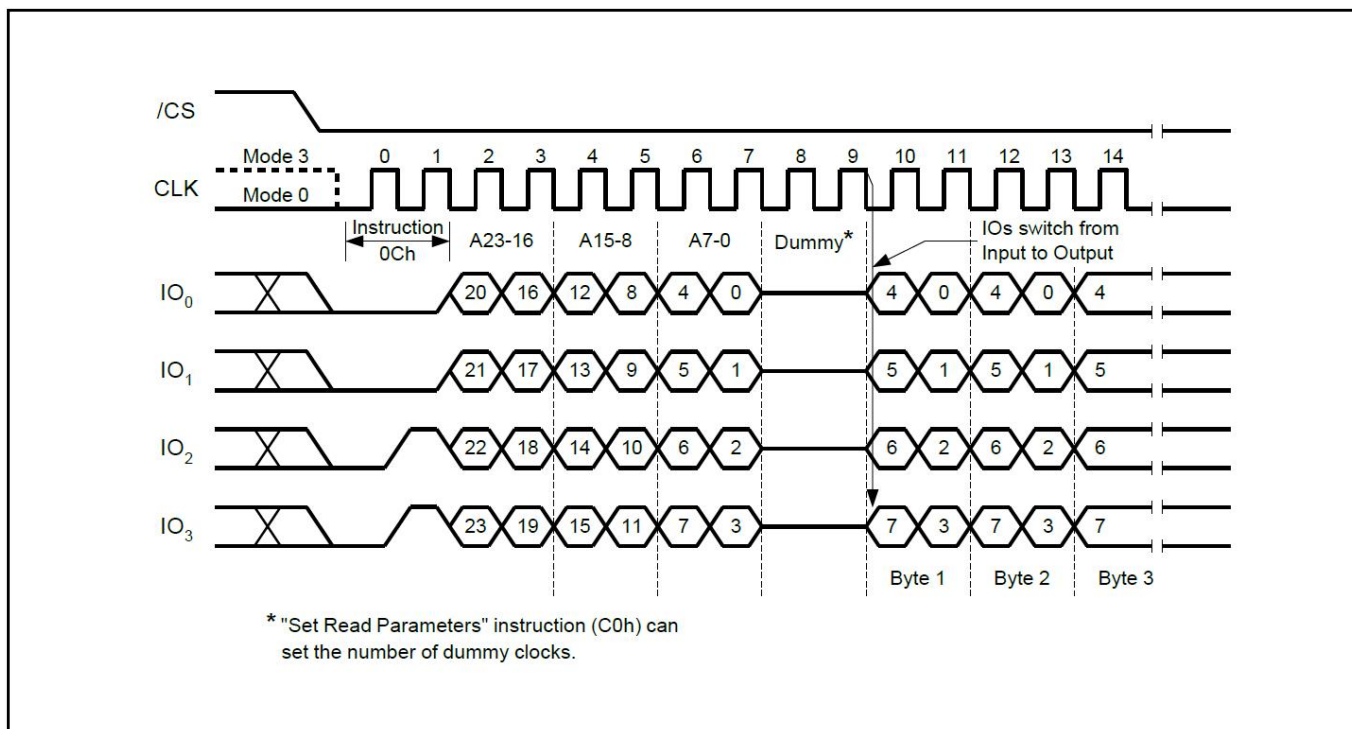 /CS
Mode 3
0 1 2 3 4 5 6 7 8 9 10 11 12 13 14
CLK
Mode 0
Instruction
0Ch
A23-16 A15-8 A7-0 Dummy*
IOs switch from
Input to Output
IO0 20 16 12 8 4 0 4 0 4 0 4
IO1 21 17 13 9 5 1 5 1 5 1 5
IO2 22 18 14 10 6 2 6 2 6 2 6
IO3 23 19 15 11 7 3 7 3 7 3 7
Byte 1 Byte 2 Byte 3
* "Set Read Parameters" instruction (C0h) can
set the number of dummy clocks.